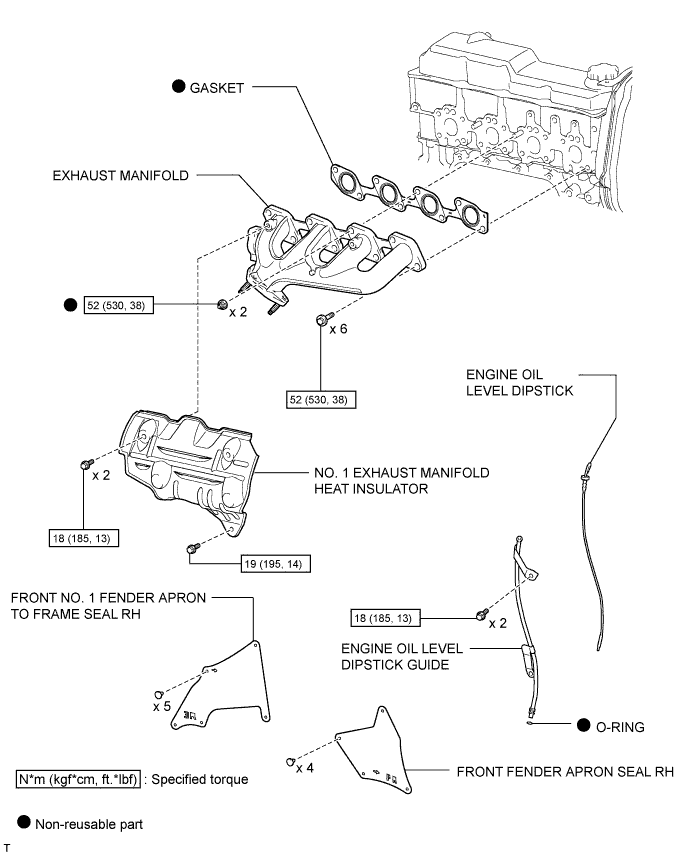 GASKET
EXHAUST MANIFOLD
52 (530, 38)
x 2
x 6
52 (530, 38)
ENGINE OIL
LEVEL DIPSTICK
x 2
NO. 1 EXHAUST MANIFOLD
HEAT INSULATOR
18 (185, 13)
19 (195, 14)
FRONT NO. 1 FENDER APRON
TO FRAME SEAL RH
18 (185, 13)
x 2
ENGINE OIL LEVEL
DIPSTICK GUIDE
x 5
O-RING
x 4
FRONT FENDER APRON SEAL RH
N*m (kgf*cm, ft.*lbf) : Specified torque
Non-reusable part
T